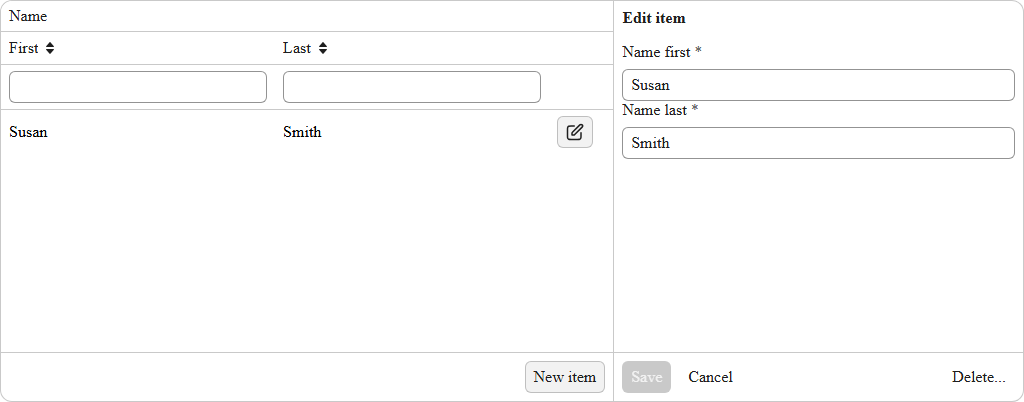 Name
First Last
Susan Smith
New item
Edit item
Name first *
Susan
Name last *
Smith
Save Cancel Delete...